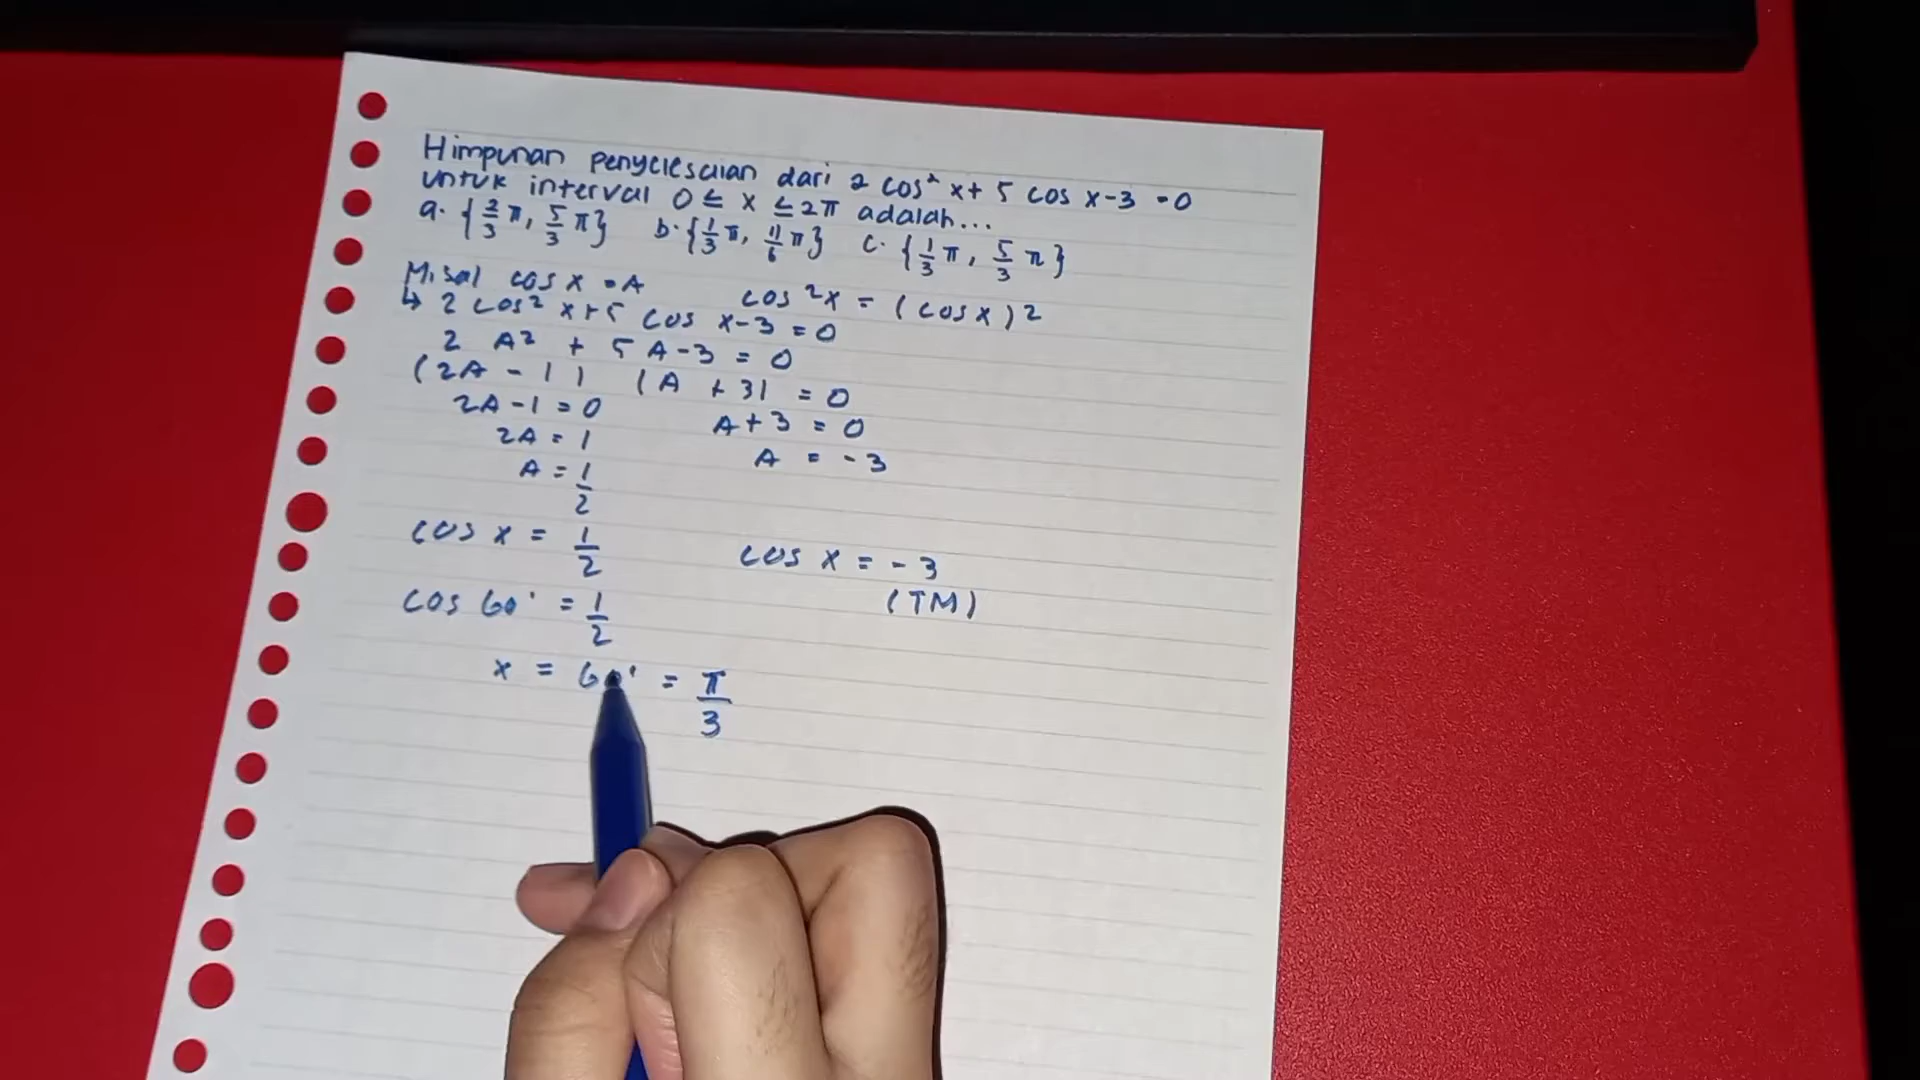 Himpunan penyelesaian dari 2 cos² x + 5 cos x - 3 = 0
untuk interval 0 ≤ x ≤ 2π adalah...
a. {2/3 π, 5/3 π} b. {1/3 π, 11/6 π} c. {1/3 π, 5/3 π}
Misal cos x = A cos²x = (cos x)²
↳ 2 cos² x + 5 cos x - 3 = 0
2 A² + 5 A - 3 = 0
(2A - 1) (A + 3) = 0
2A - 1 = 0 A + 3 = 0
2A = 1 A = -3
A = 1/2
cos x = 1/2 cos x = -3
cos 60° = 1/2 (TM)
x = 60° = π/3